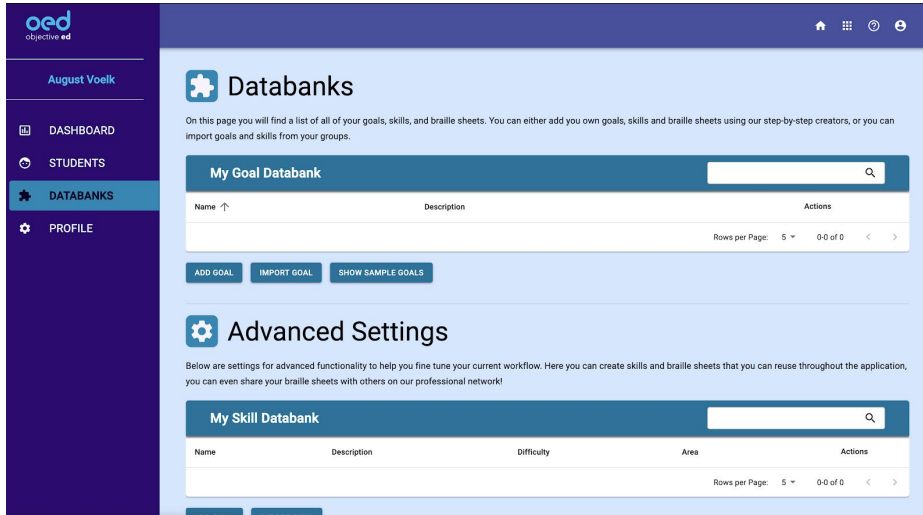 oed
objective ed
August Voelk
DASHBOARD
STUDENTS
DATABANKS
PROFILE
Databanks
On this page you will find a list of all of your goals, skills, and braille sheets. You can either add you own goals, skills and braille sheets using our step-by-step creators, or you can
import goals and skills from your groups.
My Goal Databank
Name ↑ Description Actions
Rows per Page: 5 0-0 of 0 < >
ADD GOAL IMPORT GOAL SHOW SAMPLE GOALS
Advanced Settings
Below are settings for advanced functionality to help you fine tune your current workflow. Here you can create skills and braille sheets that you can reuse throughout the application,
you can even share your braille sheets with others on our professional network!
My Skill Databank
Name Description Difficulty Area Actions
Rows per Page: 5 0-0 of 0 < >